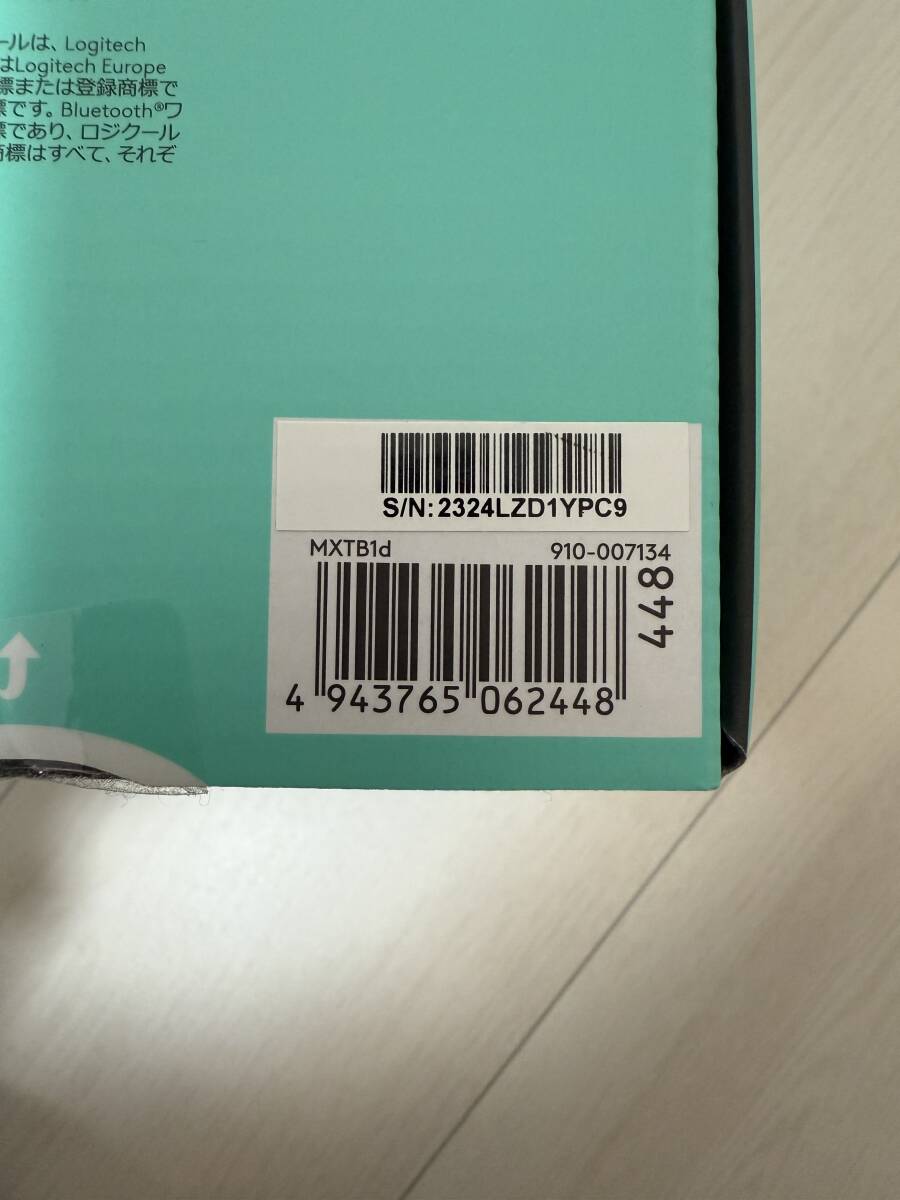 ールは、Logitech
はLogitech Europe
標または登録商標で
標です。Bluetooth®ワ
標であり、ロジクール
商標はすべて、それぞ
S/N: 2324LZD1YPC9
MXTB1d 910-007134
448
4 943765 062448